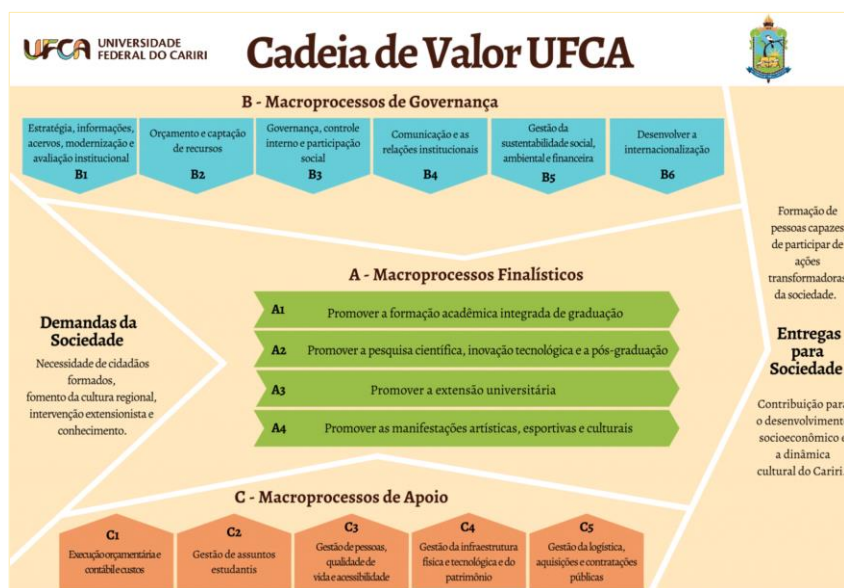 UFCA UNIVERSIDADE
FEDERAL DO CARIRI
Cadeia de Valor UFCA
B - Macroprocessos de Governança
Estratégia, informações,
acervos, modernização e
avaliação institucional
B1
Orçamento e captação
de recursos
B2
Governança, controle
interno e participação
social
B3
Comunicação e as
relações institucionais
B4
Gestão da
sustentabilidade social,
ambiental e financeira
B5
Desenvolver a
internacionalização
B6
Demandas da
Sociedade
Necessidade de cidadãos
formados,
fomento da cultura regional,
intervenção extensionista e
conhecimento.
A - Macroprocessos Finalísticos
A1 Promover a formação acadêmica integrada de graduação
A2 Promover a pesquisa científica, inovação tecnológica e a pós-graduação
A3 Promover a extensão universitária
A4 Promover as manifestações artísticas, esportivas e culturais
Formação de
pessoas capazes
de participar de
ações
transformadoras
da sociedade.
Entregas
para
Sociedade
Contribuição para
o desenvolvimento
socioeconômico e
a dinâmica
cultural do Cariri.
C - Macroprocessos de Apoio
C1
Execução orçamentária e
contábil e custos
C2
Gestão de assuntos
estudantis
C3
Gestão de pessoas,
qualidade de
vida e acessibilidade
C4
Gestão da infraestrutura
física e tecnológica e do
patrimônio
C5
Gestão da logística,
aquisições e contratações
públicas